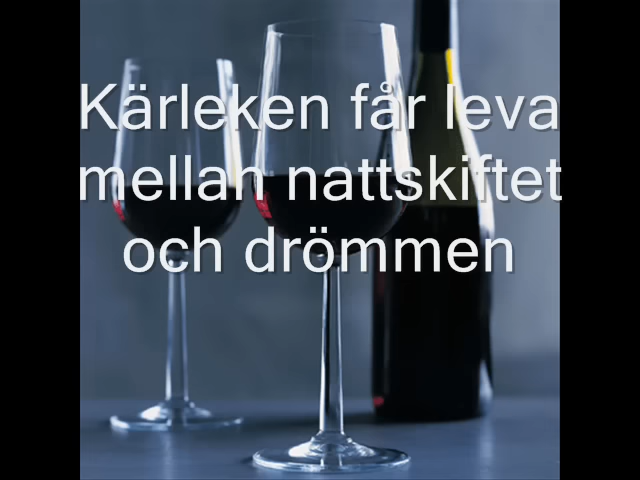 Kärleken får leva
mellan nattskiftet
och drömmen